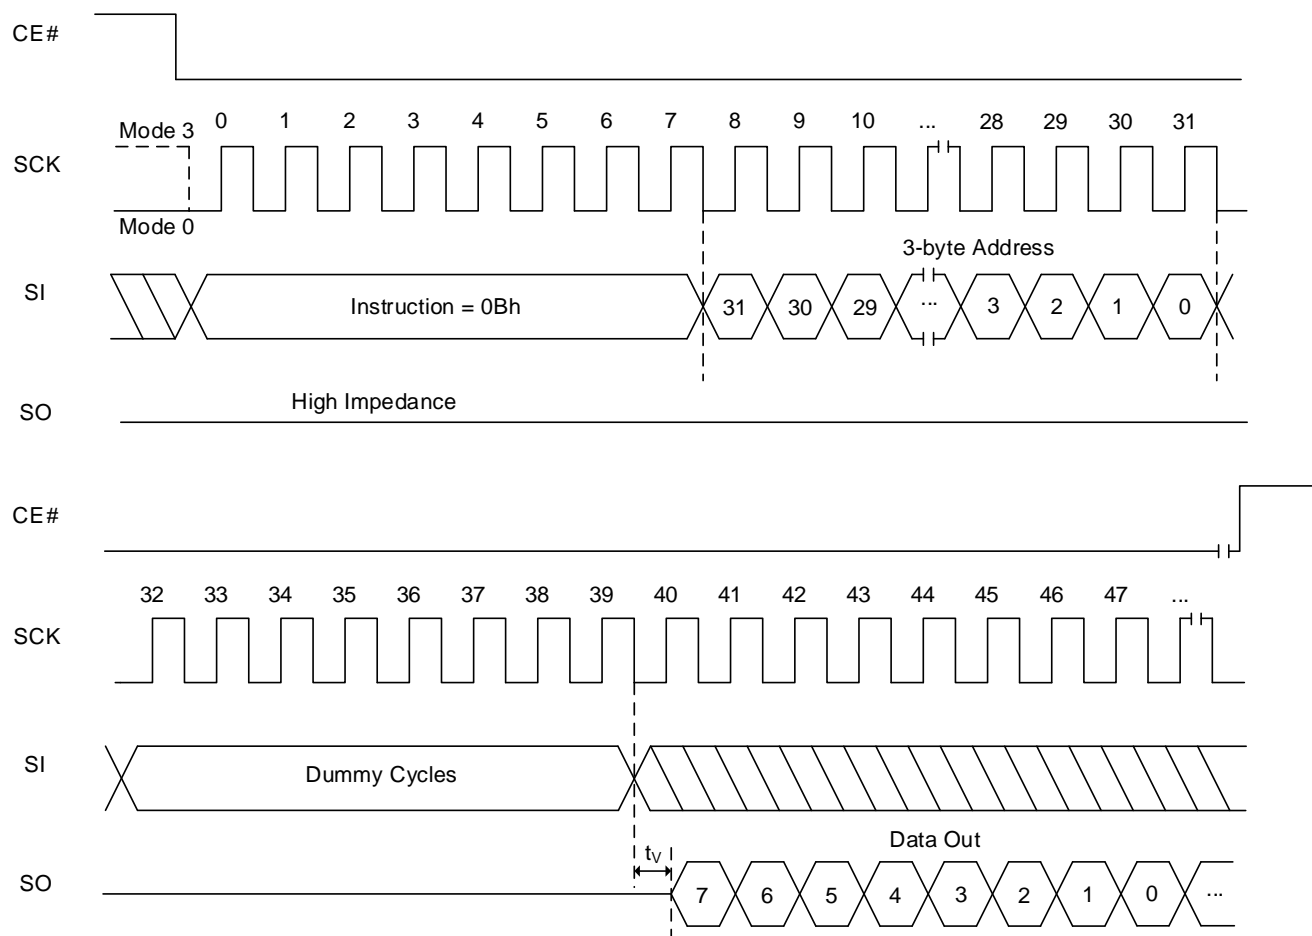 CE#
Mode 3
0 1 2 3 4 5 6 7 8 9 10 ... 28 29 30 31
SCK
Mode 0
3-byte Address
SI
Instruction = 0Bh
31 30 29 ... 3 2 1 0
SO
High Impedance
CE#
32 33 34 35 36 37 38 39 40 41 42 43 44 45 46 47 ...
SCK
SI
Dummy Cycles
Data Out
tV
SO
7 6 5 4 3 2 1 0 ...